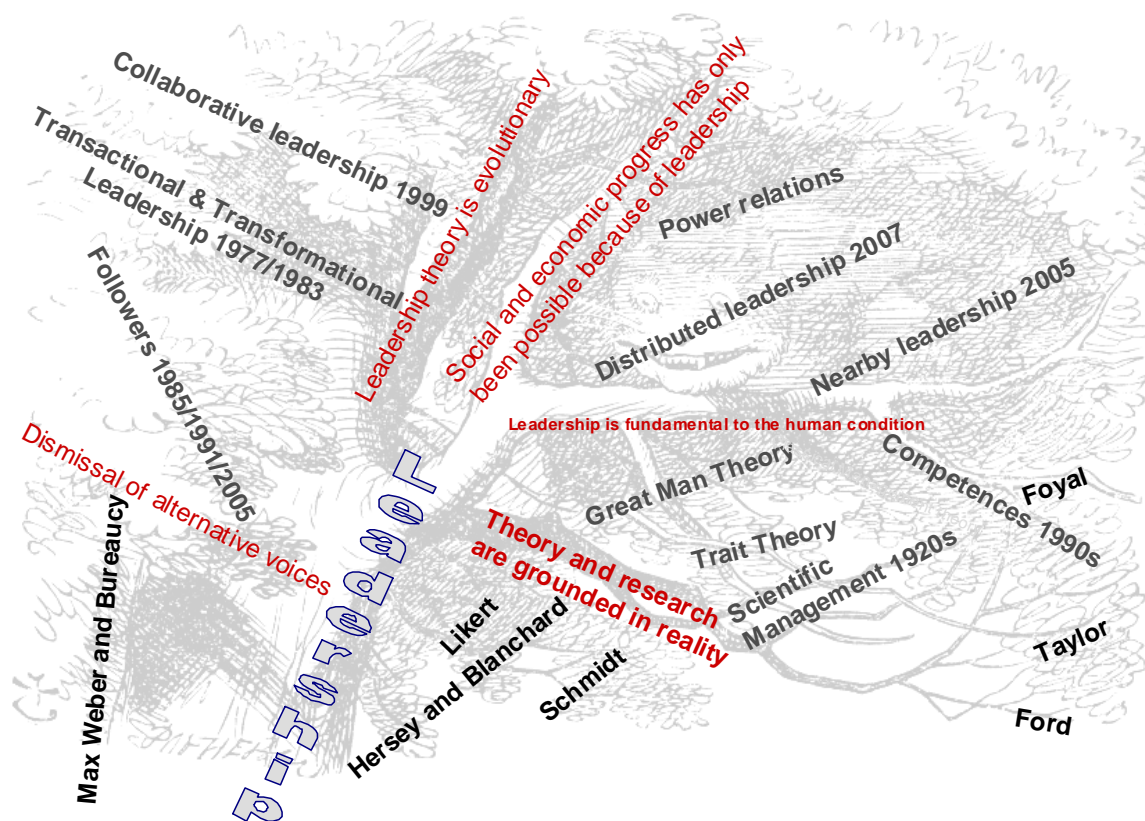 Collaborative leadership 1999
Transactional & Transformational
Leadership 1977/1983
Followers 1985/1991/2005
Dismissal of alternative voices
Max Weber and Bureaucy
Leadership theory is evolutionary
Social and economic progress has only
been possible because of leadership
Power relations
Distributed leadership 2007
Nearby leadership 2005
Leadership is fundamental to the human condition
Great Man Theory
Competences 1990s
Foyal
Trait Theory
Scientific
Management 1920s
Theory and research
are grounded in reality
Likert
Hersey and Blanchard
Schmidt
Taylor
Ford
Leadership